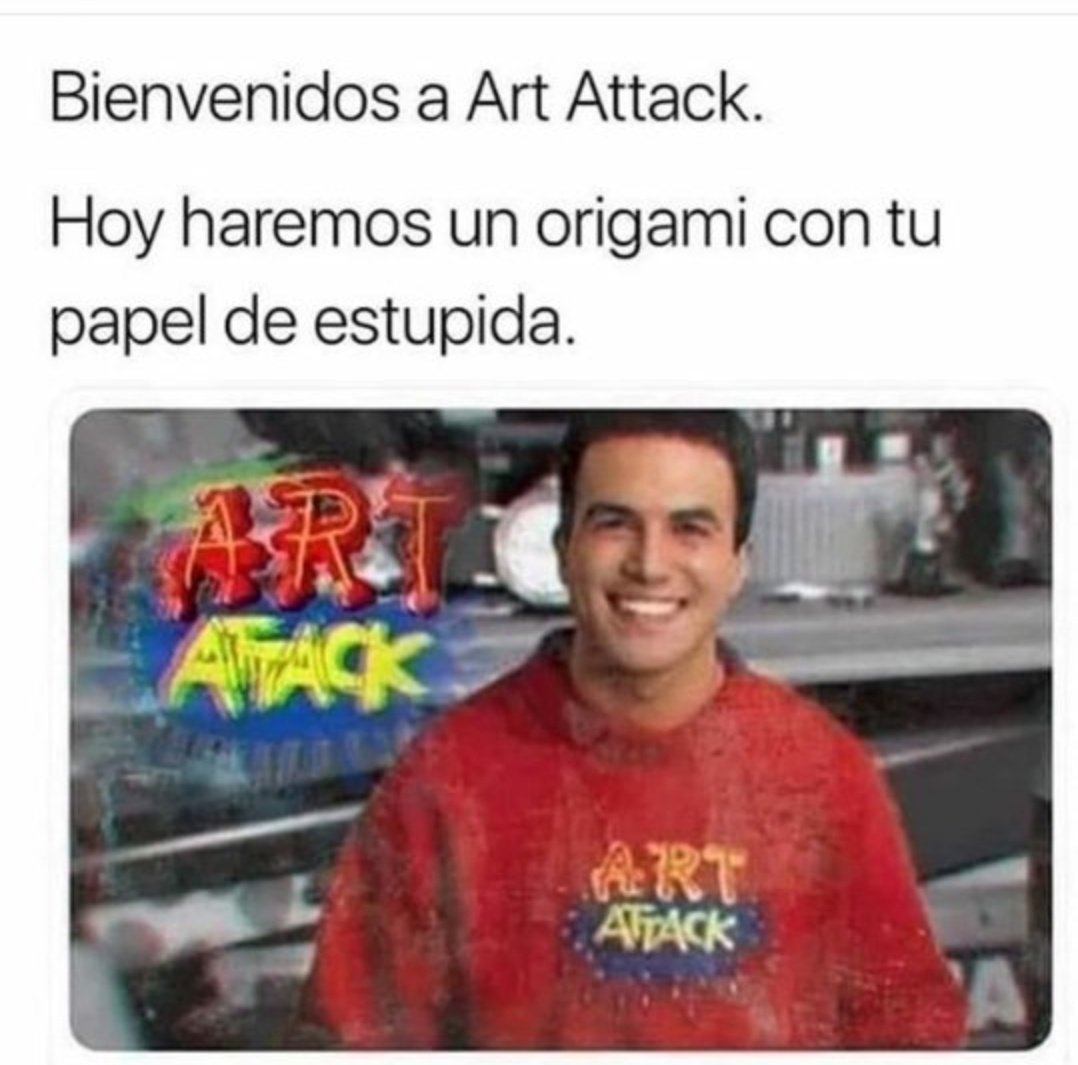 Bienvenidos a Art Attack.
Hoy haremos un origami con tu
papel de estupida.
ART
ATTACK
ART
ATTACK